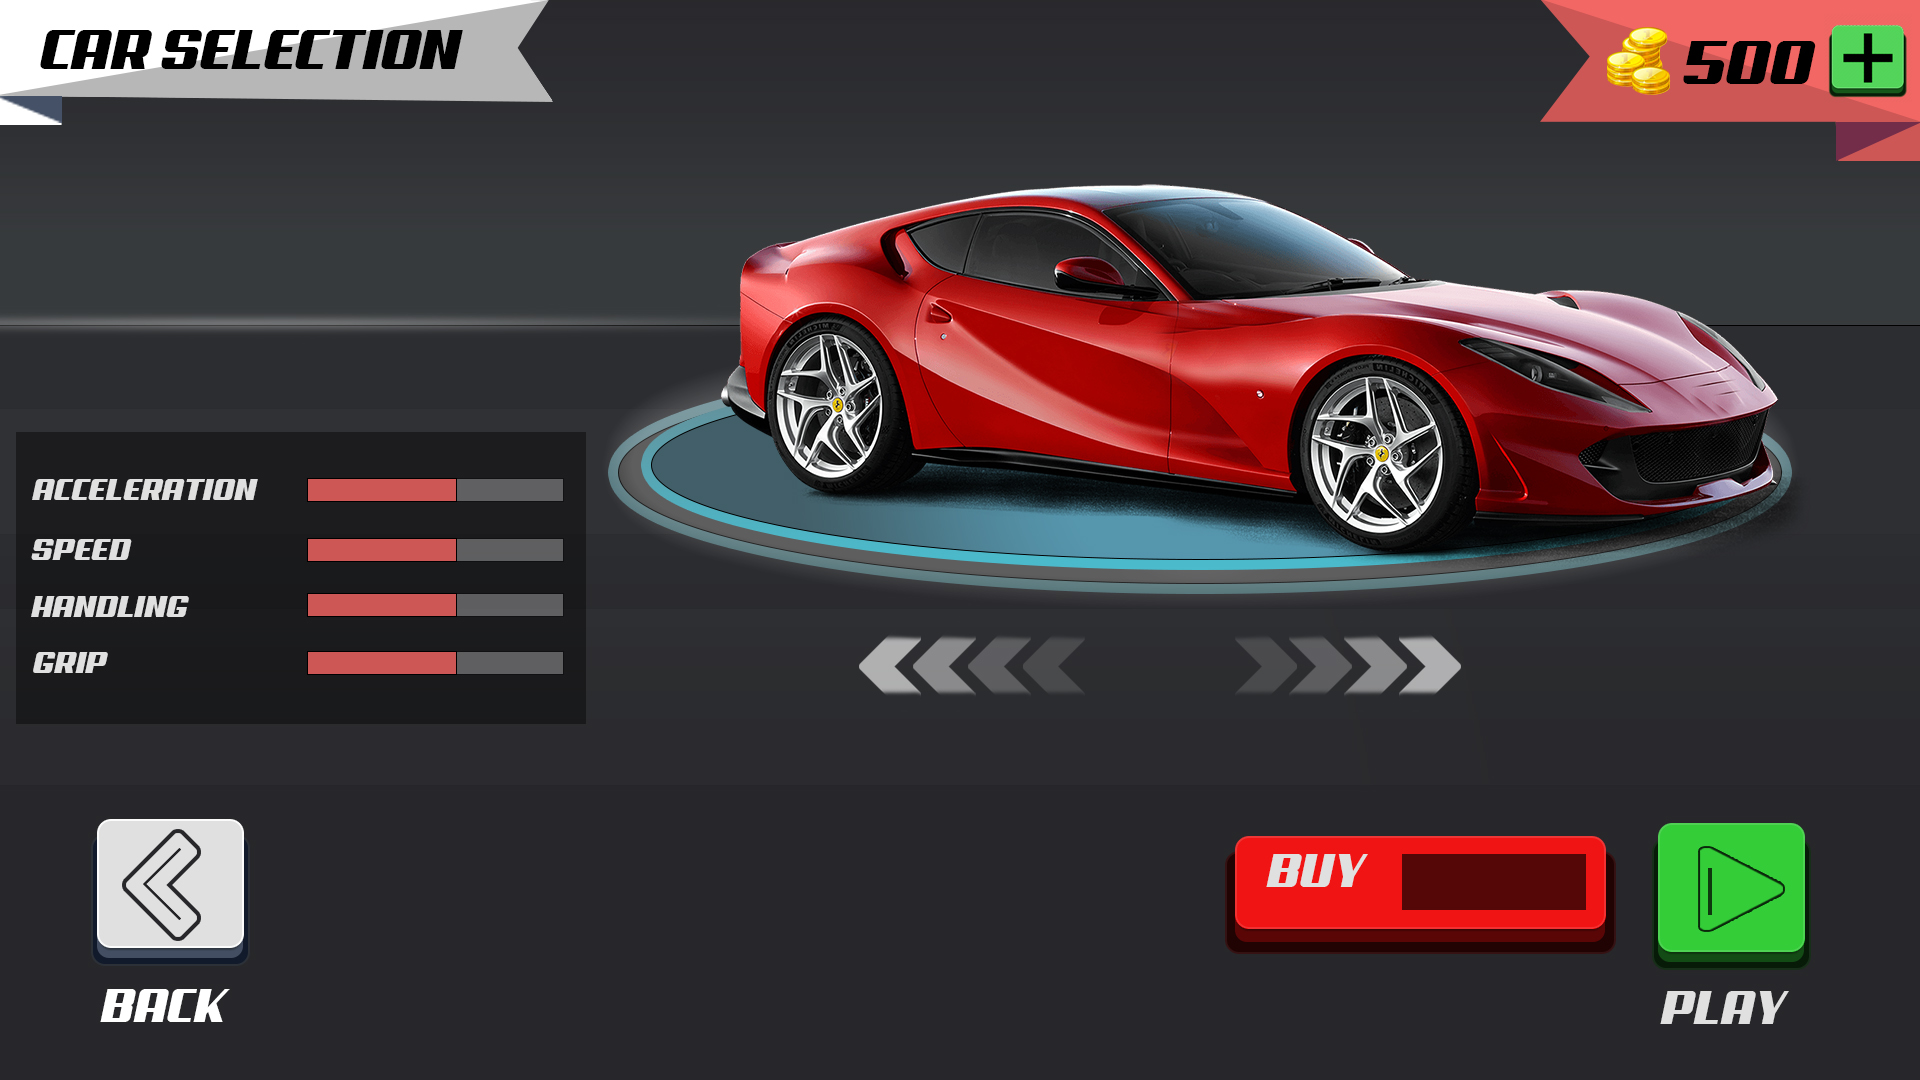 CAR SELECTION
500
ACCELERATION
SPEED
HANDLING
GRIP
BUY
BACK
PLAY